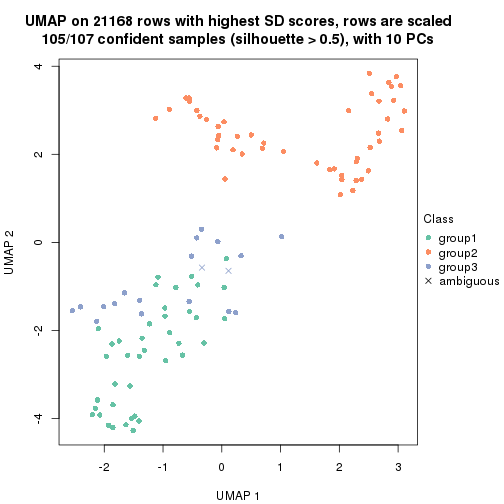 UMAP on 21168 rows with highest SD scores, rows are scaled
105/107 confident samples (silhouette > 0.5), with 10 PCs
4
2
0
-2
-4
UMAP 2
-2
-1
0
1
2
3
UMAP 1
Class
group1
group2
group3
ambiguous